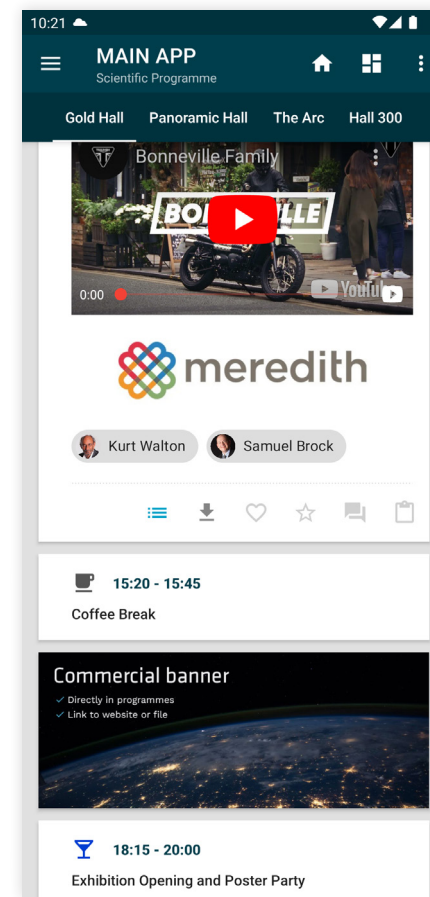 10:21
MAIN APP
Scientific Programme
Gold Hall Panoramic Hall The Arc Hall 300
Bonneville Family
0:00
YouTube
meredith
Kurt Walton Samuel Brock
15:20 - 15:45
Coffee Break
Commercial banner
Directly in programmes
Link to website or file
18:15 - 20:00
Exhibition Opening and Poster Party